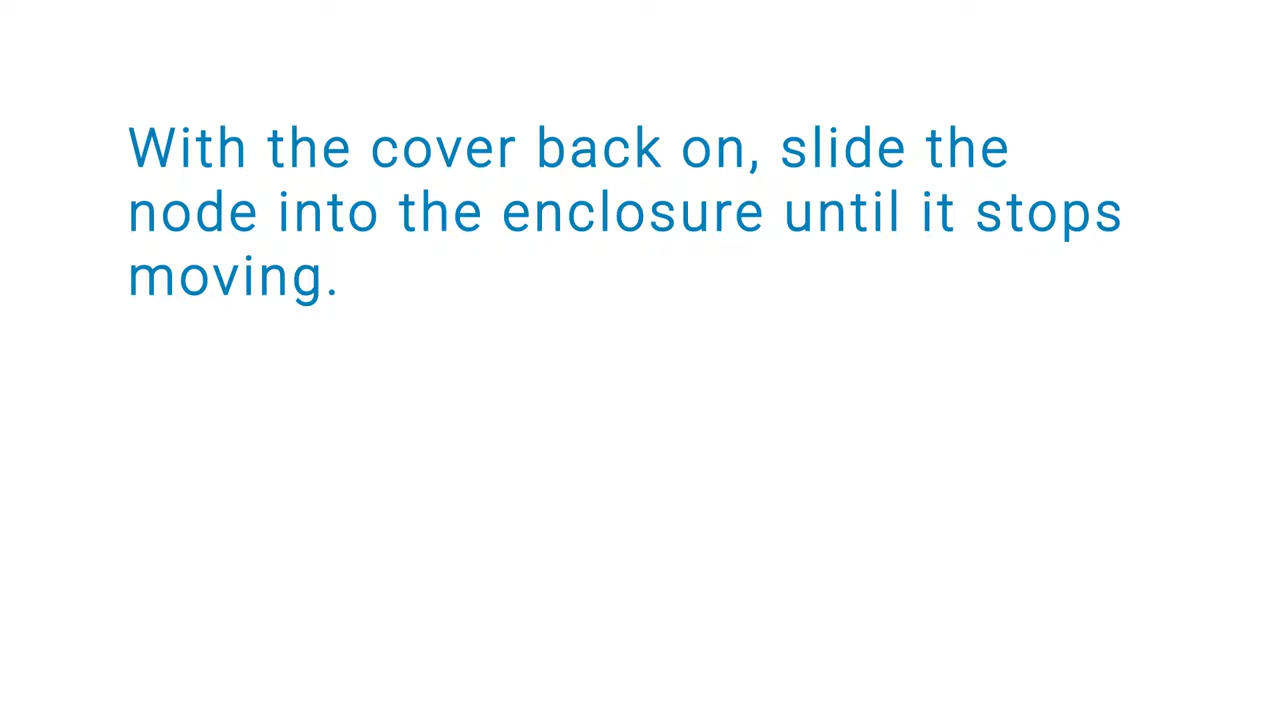 With the cover back on, slide the
node into the enclosure until it stops
moving.